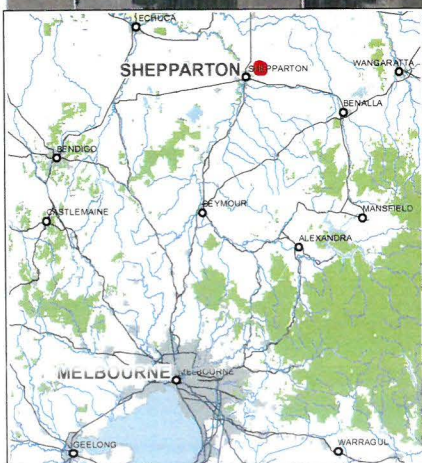 ECHUCA
SHEPPARTON
SHEPPARTON
WANGARATTA
BENALLA
BENDIGO
CASTLEMAINE
SEYMOUR
MANSFIELD
ALEXANDRA
MELBOURNE
MELBOURNE
GEELONG
WARRAGUL